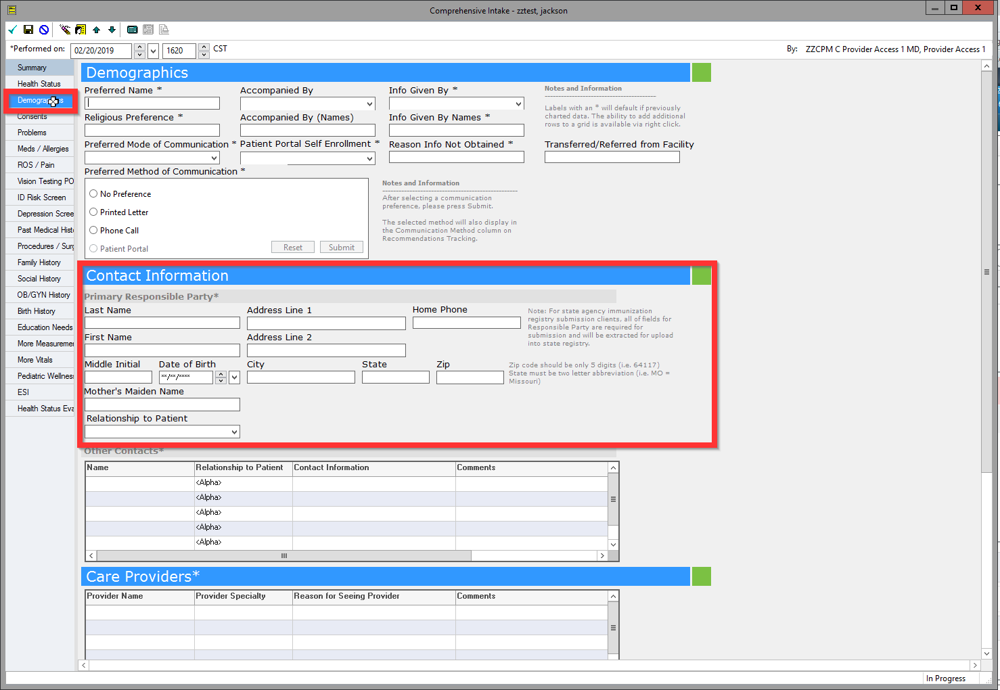 Comprehensive Intake - zztest, jackson
*Performed on: 02/20/2019 1620 CST By: ZZCPM C Provider Access 1 MD, Provider Access 1
Summary
Health Status
Demographics
Consents
Problems
Meds / Allergies
ROS / Pain
Vision Testing PO
ID Risk Screen
Depression Scree
Past Medical Hist
Procedures / Surg
Family History
Social History
OB/GYN History
Birth History
Education Needs
More Measuremen
More Vitals
Pediatric Wellness
ESI
Health Status Eva
Demographics
Preferred Name * Accompanied By Info Given By *
Religious Preference * Accompanied By (Names) Info Given By Names *
Preferred Mode of Communication * Patient Portal Self Enrollment * Reason Info Not Obtained * Transferred/Referred from Facility
Notes and Information
Labels with an * will default if previously
charted data. The ability to add additional
rows to a grid is available via right click.
Preferred Method of Communication *
No Preference
Printed Letter
Phone Call
Patient Portal
Reset Submit
Notes and Information
After selecting a communication
preference, please press Submit.
The selected method will also display in
the Communication Method column on
Recommendations Tracking.
Contact Information
Primary Responsible Party*
Last Name Address Line 1 Home Phone
First Name Address Line 2
Note: For state agency immunization
registry submission clients, all of fields for
Responsible Party are required for
submission and will be extracted for upload
into state registry.
Middle Initial Date of Birth City State Zip
**/**/****
Zip code should be only 5 digits (i.e. 64117)
State must be two letter abbreviation (i.e. MO =
Missouri)
Mother's Maiden Name
Relationship to Patient
Other Contacts*
Name Relationship to Patient Contact Information Comments
<Alpha>
<Alpha>
<Alpha>
<Alpha>
<Alpha>
Care Providers*
Provider Name Provider Specialty Reason for Seeing Provider Comments
In Progress